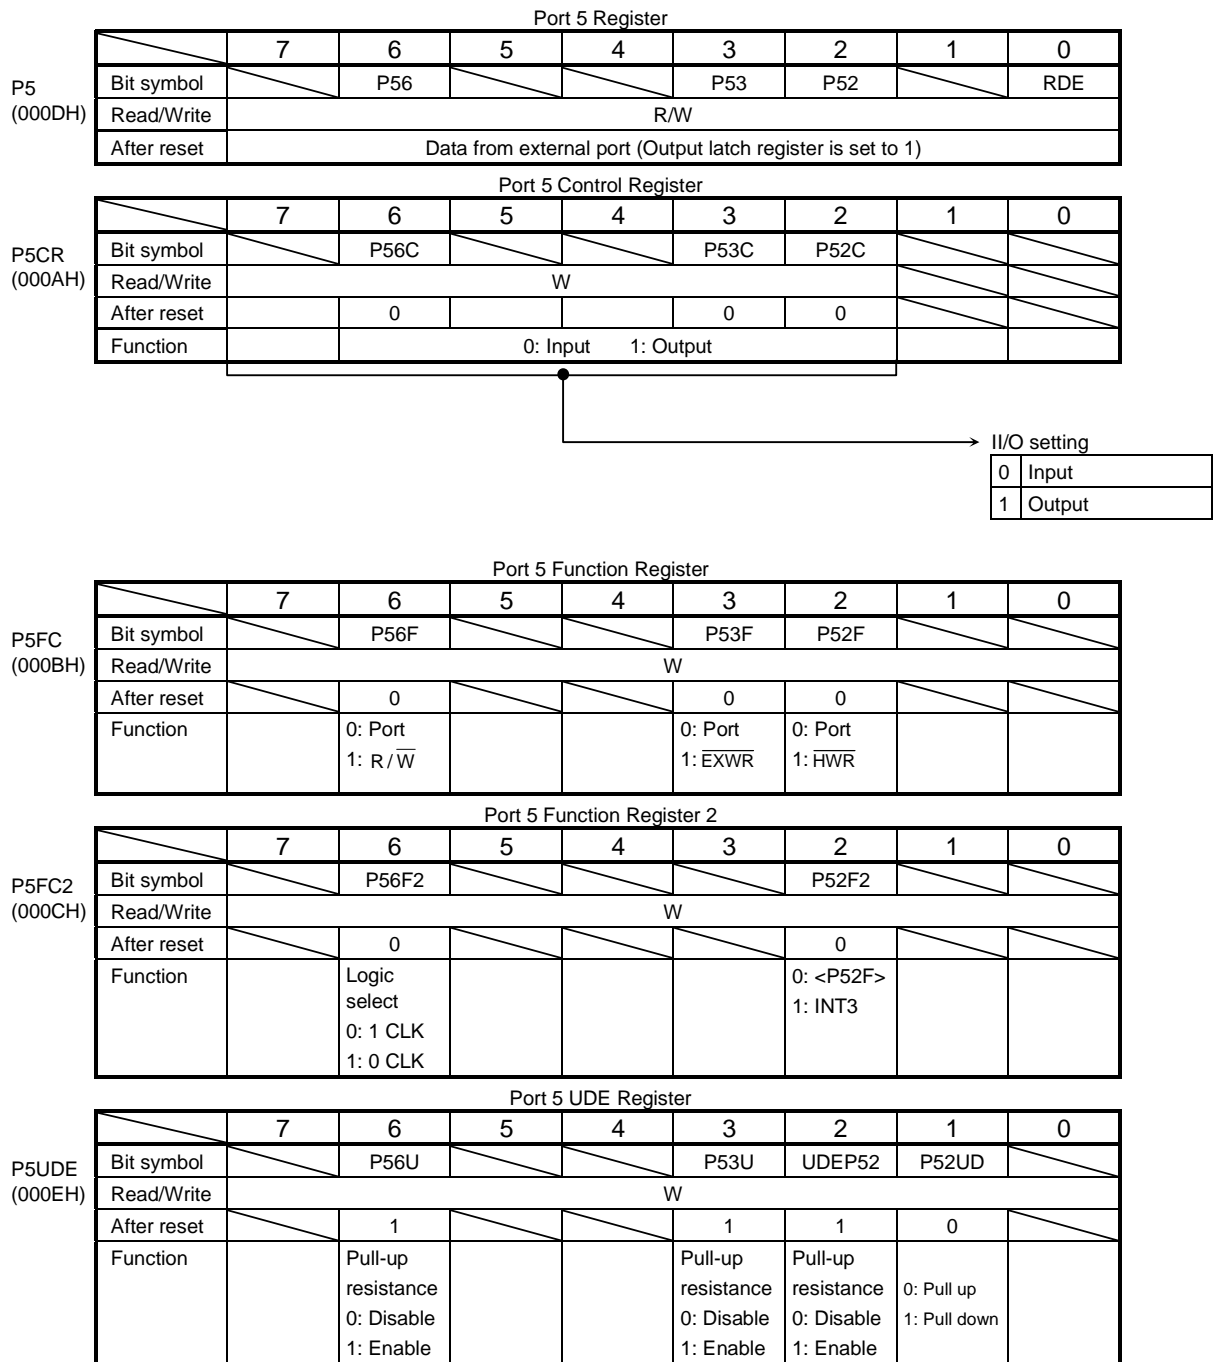 Port 5 Register
7 6 5 4 3 2 1 0
P5 (000DH)
Bit symbol P56 P53 P52 RDE
Read/Write R/W
After reset Data from external port (Output latch register is set to 1)
Port 5 Control Register
7 6 5 4 3 2 1 0
P5CR (000AH)
Bit symbol P56C P53C P52C
Read/Write W
After reset 0 0 0
Function 0: Input 1: Output
II/O setting
0 Input
1 Output
Port 5 Function Register
7 6 5 4 3 2 1 0
P5FC (000BH)
Bit symbol P56F P53F P52F
Read/Write W
After reset 0 0 0
Function 0: Port 0: Port 0: Port
1: R / W̅ 1: E̅X̅W̅R̅ 1: H̅W̅R̅
Port 5 Function Register 2
7 6 5 4 3 2 1 0
P5FC2 (000CH)
Bit symbol P56F2 P52F2
Read/Write W
After reset 0 0
Function Logic 0: <P52F>
select 1: INT3
0: 1 CLK
1: 0 CLK
Port 5 UDE Register
7 6 5 4 3 2 1 0
P5UDE (000EH)
Bit symbol P56U P53U UDEP52 P52UD
Read/Write W
After reset 1 1 1 0
Function Pull-up Pull-up Pull-up
resistance resistance resistance 0: Pull up
0: Disable 0: Disable 0: Disable 1: Pull down
1: Enable 1: Enable 1: Enable